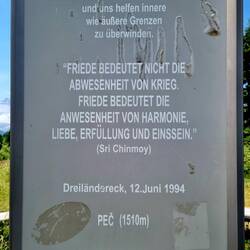 und uns helfen innere
wie äußere Grenzen
zu überwinden.
"FRIEDE BEDEUTET NICHT DIE
ABWESENHEIT VON KRIEG.
FRIEDE BEDEUTET DIE
ANWESENHEIT VON HARMONIE,
LIEBE, ERFÜLLUNG UND EINSSEIN."
(Sri Chinmoy)
Dreiländereck, 12.Juni 1994
PEČ (1510m)